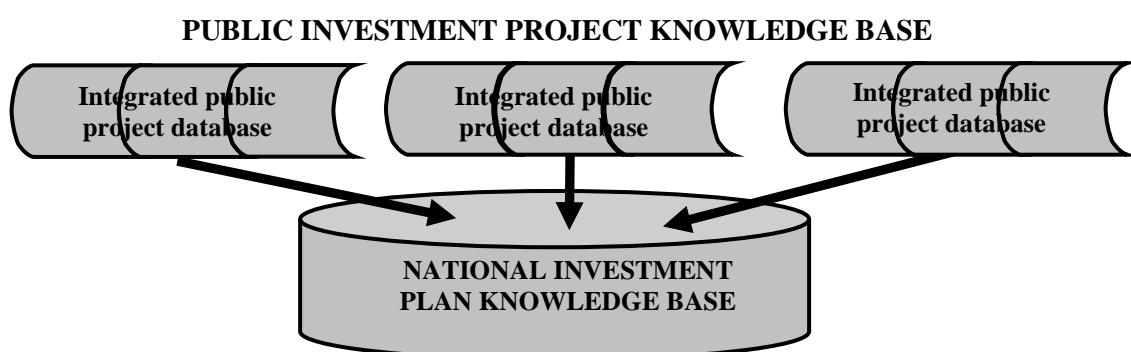 PUBLIC INVESTMENT PROJECT KNOWLEDGE BASE
Integrated public
project database
Integrated public
project database
Integrated public
project database
NATIONAL INVESTMENT
PLAN KNOWLEDGE BASE